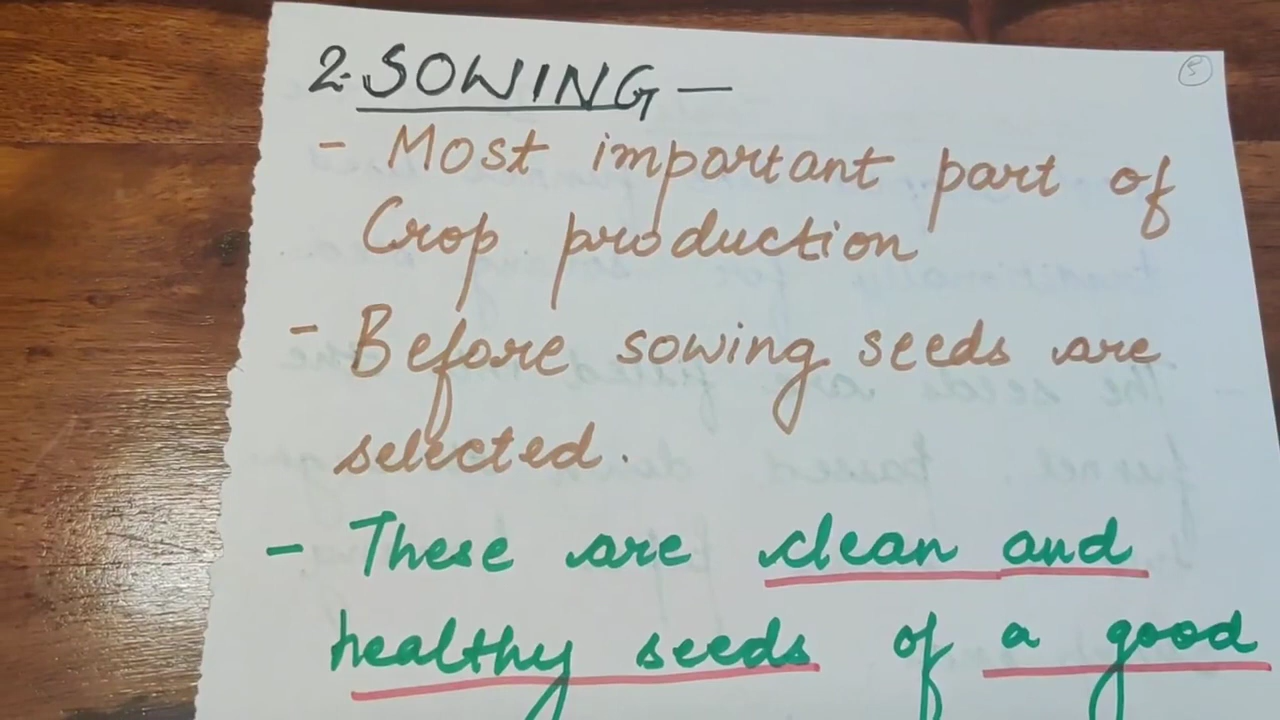 5
2. SOWING —
- Most important part of
Crop production
- Before sowing seeds are
selected.
- These are clean and
healthy seeds of a good